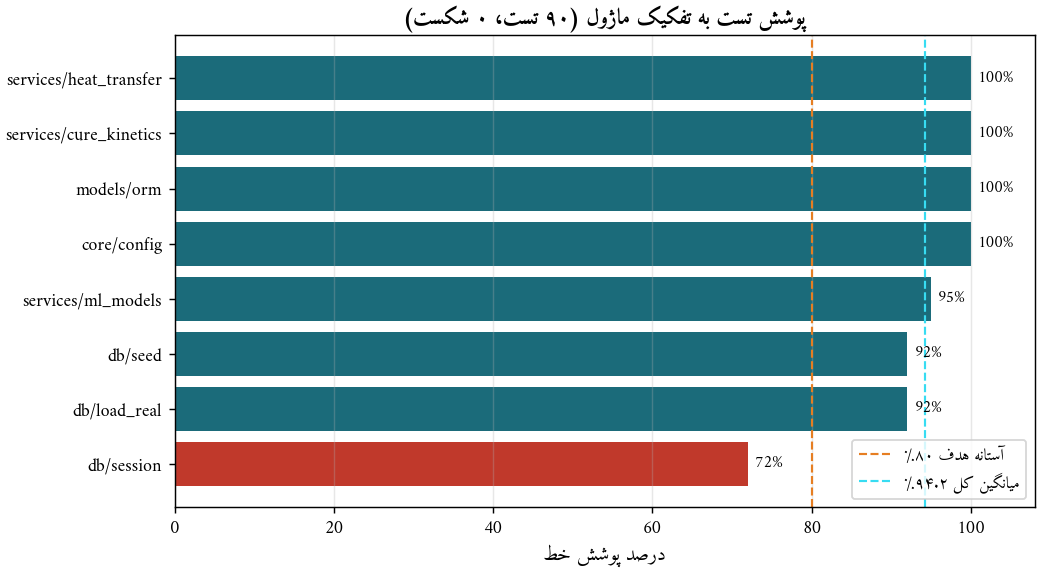 پوشش تست به تفکیک ماژول (۹۰ تست، ۰ شکست)
services/heat_transfer
100%
services/cure_kinetics
100%
models/orm
100%
core/config
100%
services/ml_models
95%
db/seed
92%
db/load_real
92%
db/session
72%
آستانه هدف ۸۰٪
میانگین کل ۹۴.۲٪
0 20 40 60 80 100
درصد پوشش خط